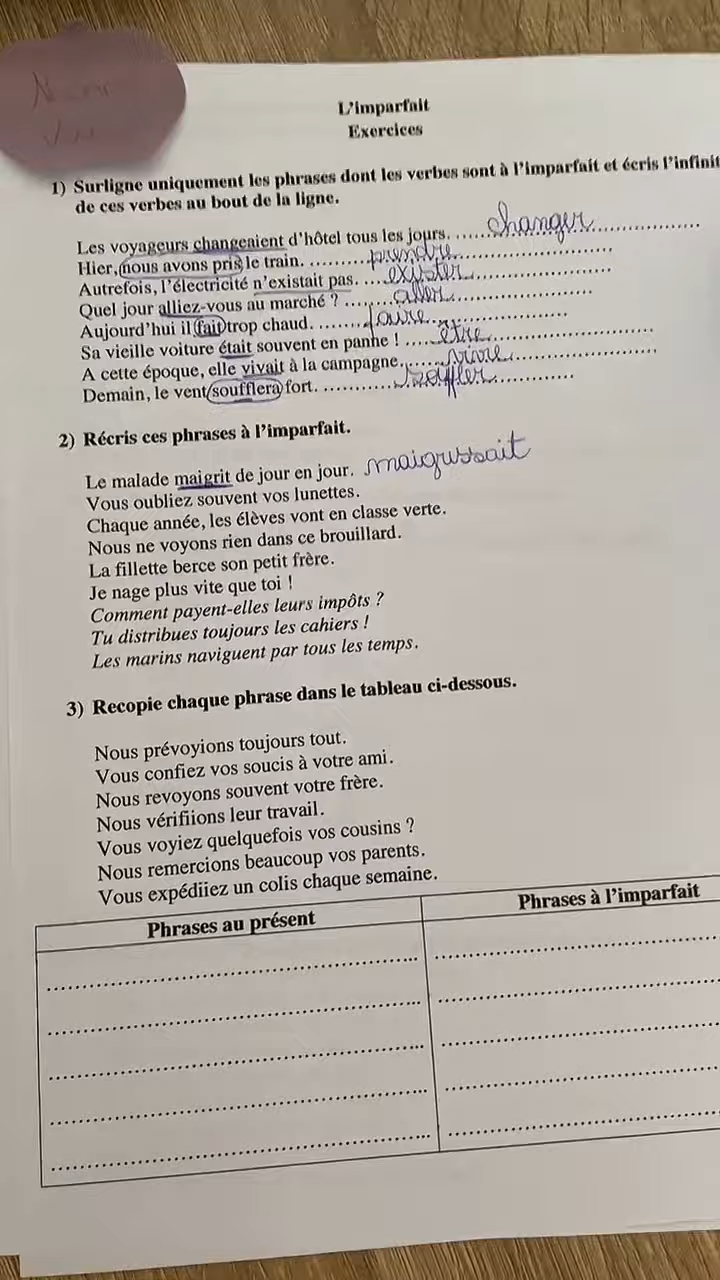 L'imparfait
Exercices
1) Surligne uniquement les phrases dont les verbes sont à l'imparfait et écris l'infinit
de ces verbes au bout de la ligne.
Les voyageurs changeaient d'hôtel tous les jours. changer
Hier, nous avons pris le train. prendre
Autrefois, l'électricité n'existait pas. exister
Quel jour alliez-vous au marché ? aller
Aujourd'hui il fait trop chaud. faire
Sa vieille voiture était souvent en panne ! être
A cette époque, elle vivait à la campagne. vivre
Demain, le vent soufflera fort. souffler
2) Récris ces phrases à l'imparfait.
Le malade maigrit de jour en jour. maigrissait
Vous oubliez souvent vos lunettes.
Chaque année, les élèves vont en classe verte.
Nous ne voyons rien dans ce brouillard.
La fillette berce son petit frère.
Je nage plus vite que toi !
Comment payent-elles leurs impôts ?
Tu distribues toujours les cahiers !
Les marins naviguent par tous les temps.
3) Recopie chaque phrase dans le tableau ci-dessous.
Nous prévoyions toujours tout.
Vous confiez vos soucis à votre ami.
Nous revoyons souvent votre frère.
Nous vérifiions leur travail.
Vous voyiez quelquefois vos cousins ?
Nous remercions beaucoup vos parents.
Vous expédiiez un colis chaque semaine.
Phrases au présent
Phrases à l'imparfait